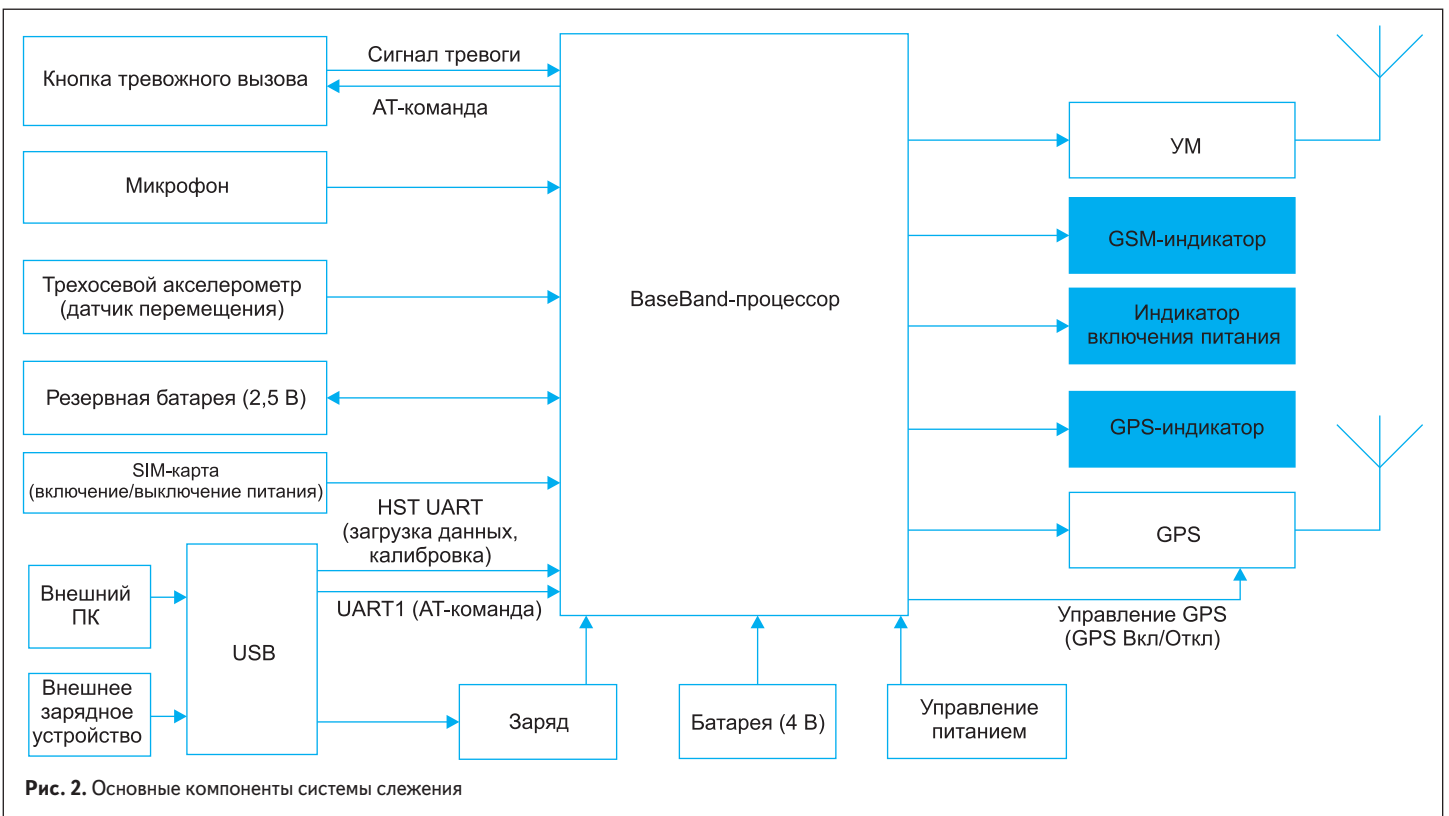 Кнопка тревожного вызова
Сигнал тревоги
АТ-команда
Микрофон
Трехосевой акселерометр
(датчик перемещения)
Резервная батарея (2,5 В)
SIM-карта
(включение/выключение питания)
HST UART
(загрузка данных,
калибровка)
UART1 (АТ-команда)
Внешний
ПК
Внешнее
зарядное
устройство
USB
Заряд
Батарея (4 В)
Управление
питанием
BaseBand-процессор
УМ
GSM-индикатор
Индикатор
включения питания
GPS-индикатор
GPS
Управление GPS
(GPS Вкл/Откл)
Рис. 2. Основные компоненты системы слежения